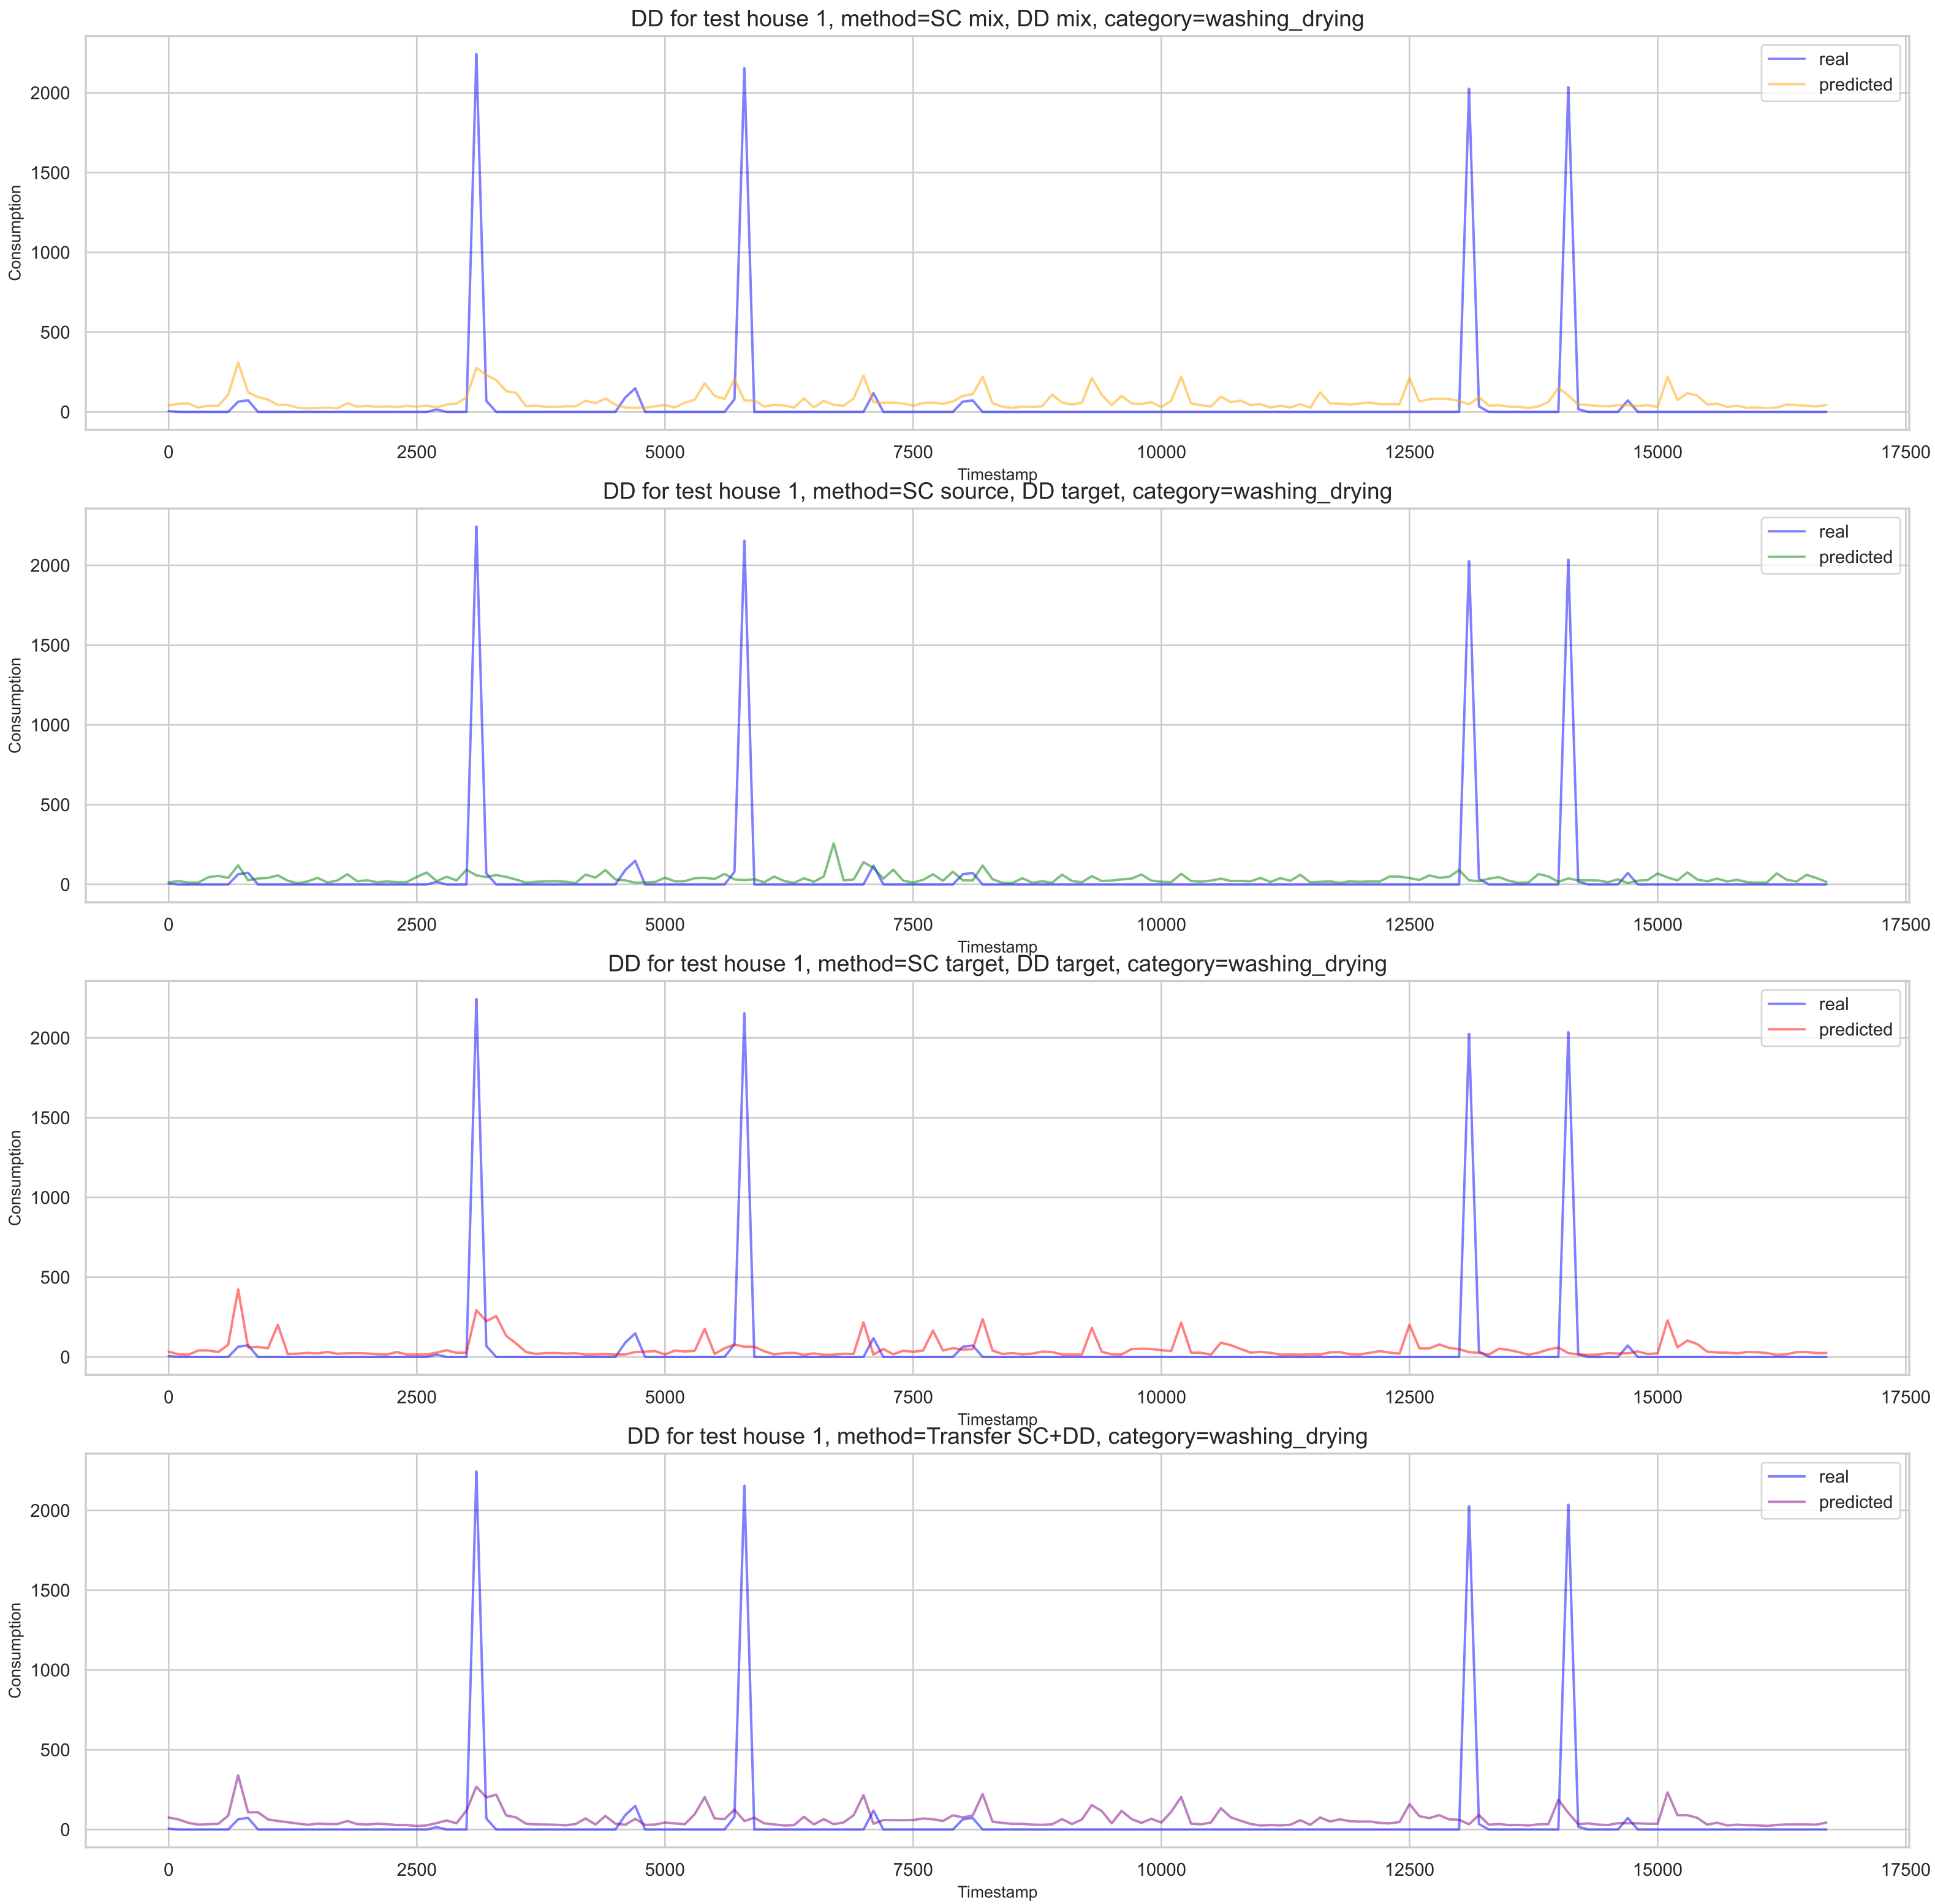 DD for test house 1, method=SC mix, DD mix, category=washing_drying
real
predicted
2000
1500
1000
500
0
Consumption
0 2500 5000 7500 10000 12500 15000 17500
Timestamp
DD for test house 1, method=SC source, DD target, category=washing_drying
real
predicted
2000
1500
1000
500
0
Consumption
0 2500 5000 7500 10000 12500 15000 17500
Timestamp
DD for test house 1, method=SC target, DD target, category=washing_drying
real
predicted
2000
1500
1000
500
0
Consumption
0 2500 5000 7500 10000 12500 15000 17500
Timestamp
DD for test house 1, method=Transfer SC+DD, category=washing_drying
real
predicted
2000
1500
1000
500
0
Consumption
0 2500 5000 7500 10000 12500 15000 17500
Timestamp